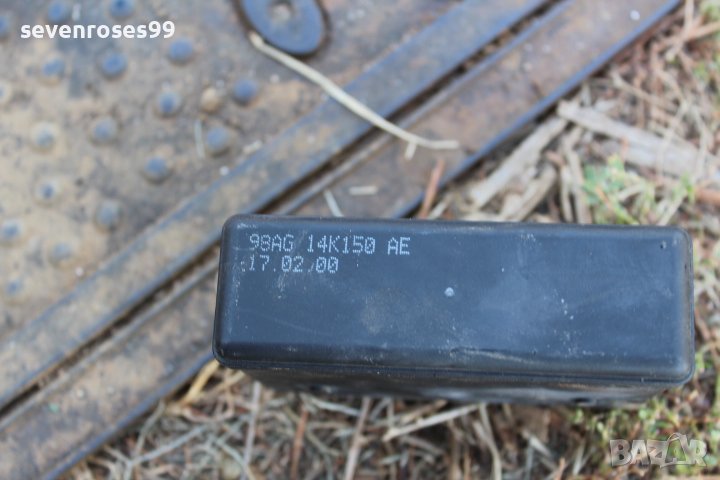 sevenroses99
98AG 14K150 AE
17.02.00
BAZAR